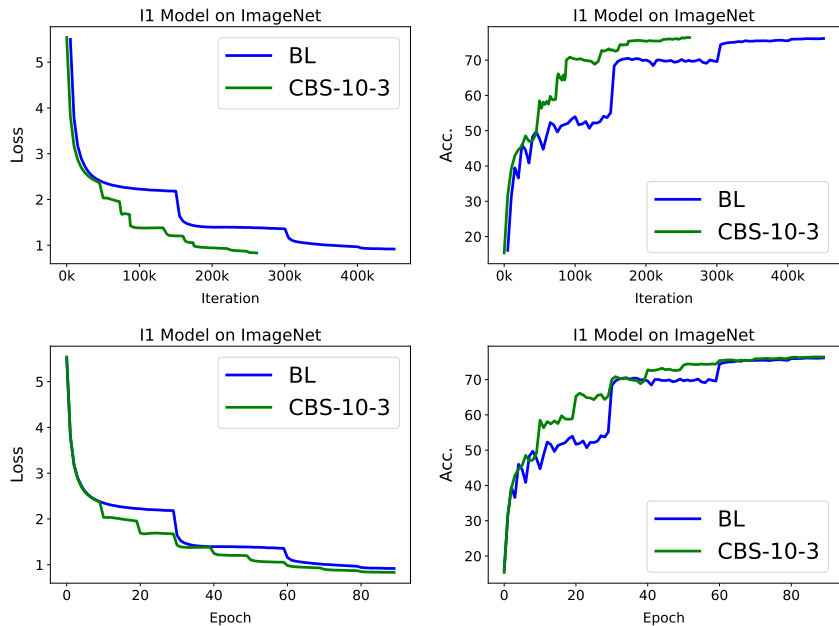 I1 Model on ImageNet
Loss
5
4
3
2
1
BL
CBS-10-3
0k 100k 200k 300k 400k
Iteration
I1 Model on ImageNet
Acc.
70
60
50
40
30
20
BL
CBS-10-3
0k 100k 200k 300k 400k
Iteration
I1 Model on ImageNet
Loss
5
4
3
2
1
BL
CBS-10-3
0 20 40 60 80
Epoch
I1 Model on ImageNet
Acc.
70
60
50
40
30
20
BL
CBS-10-3
0 20 40 60 80
Epoch